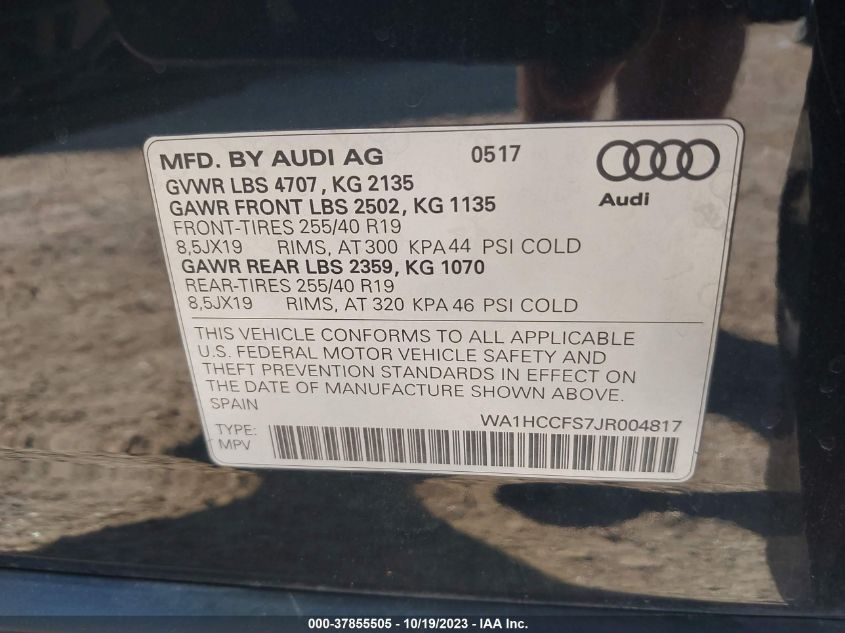 MFD. BY AUDI AG 0517
Audi
GVWR LBS 4707, KG 2135
GAWR FRONT LBS 2502, KG 1135
FRONT-TIRES 255/40 R19
8,5JX19 RIMS, AT 300 KPA 44 PSI COLD
GAWR REAR LBS 2359, KG 1070
REAR-TIRES 255/40 R19
8,5JX19 RIMS, AT 320 KPA 46 PSI COLD
THIS VEHICLE CONFORMS TO ALL APPLICABLE
U.S. FEDERAL MOTOR VEHICLE SAFETY AND
THEFT PREVENTION STANDARDS IN EFFECT ON
THE DATE OF MANUFACTURE SHOWN ABOVE.
SPAIN
WA1HCCFS7JR004817
TYPE:
MPV
000-37855505 - 10/19/2023 - IAA Inc.